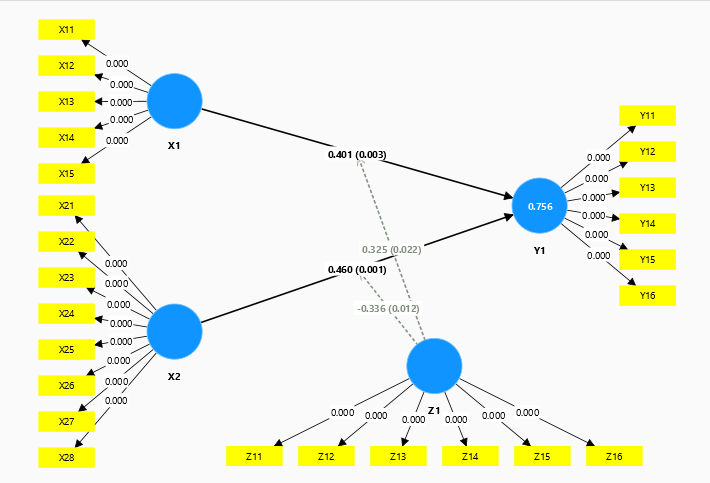 X11
X12
X13
X14
X15
0.000
0.000
0.000
0.000
0.000
X1
X21
X22
X23
X24
X25
X26
X27
X28
0.000
0.000
0.000
0.000
0.000
0.000
0.000
0.000
X2
0.401 (0.003)
0.325 (0.022)
0.460 (0.001)
-0.336 (0.012)
0.756
Y1
0.000
0.000
0.000
0.000
0.000
0.000
Y11
Y12
Y13
Y14
Y15
Y16
Z1
0.000
0.000
0.000
0.000
0.000
0.000
Z11
Z12
Z13
Z14
Z15
Z16